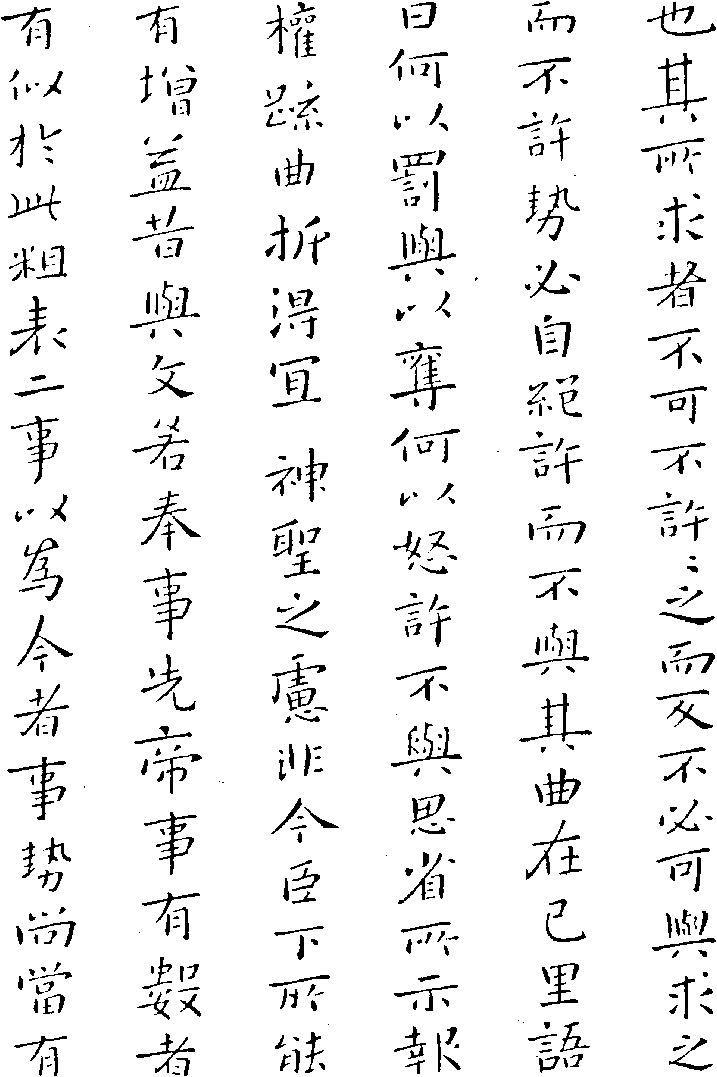 也其所求者不可不許〻之而反不必可與求之
而不許勢必自絕許而不與其曲在己里語
曰何以罰與以奪何以怒許不與思省所示報
權疏曲折得宜神聖之慮非今臣下所能
有增益昔與文若奉事先帝事有數者
有似於此粗表二事以為今者事勢尚當有